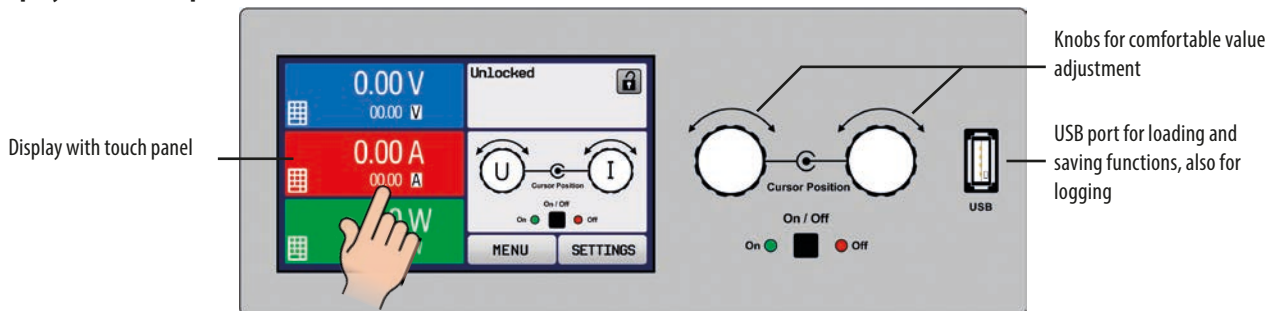 Display with touch panel
0.00 V
00.00 V
0.00 A
00.00 A
W
Unlocked
U
I
Cursor Position
On / Off
On
Off
MENU
SETTINGS
Cursor Position
On / Off
On
Off
USB
Knobs for comfortable value
adjustment
USB port for loading and
saving functions, also for
logging